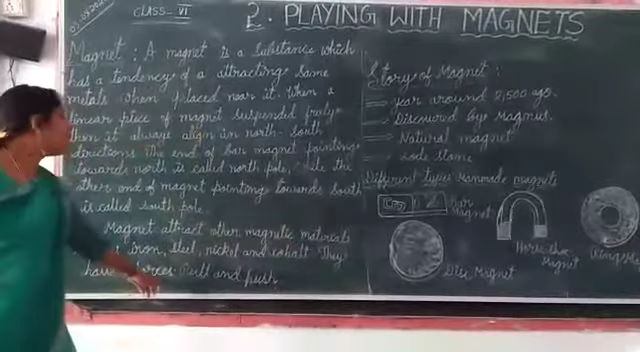 CLASS - VI
2. PLAYING WITH MAGNETS
Magnet : A magnet is a substance which
has a tendency of a attracting some
metals when placed near it. When a
linear piece of magnet suspended freely
then it always align in north - south
directions The end of bar magnet pointing
towards north is called north pole, while the
other end of magnet pointing towards south
is called south pole.
Magnet attract other magnetic materials
iron, steel, nickel and cobalt. They
have forces Pull and push.
Story of Magnet :
year around 2,500 ago.
Discovered by Magnus.
Natural magnet
Lode Stone
Different types manmade magnets
Bar Magnet
Horse shoe
Magnet
Disc Magnet